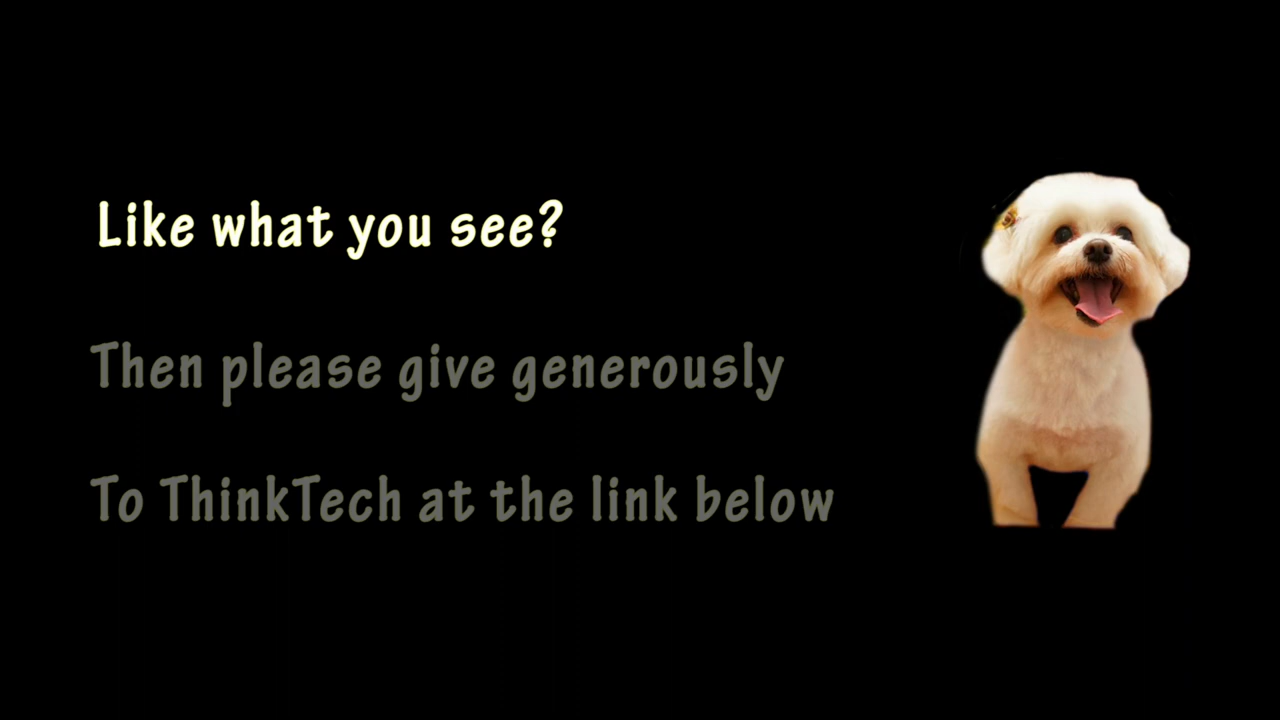 Like what you see?
Then please give generously
To ThinkTech at the link below